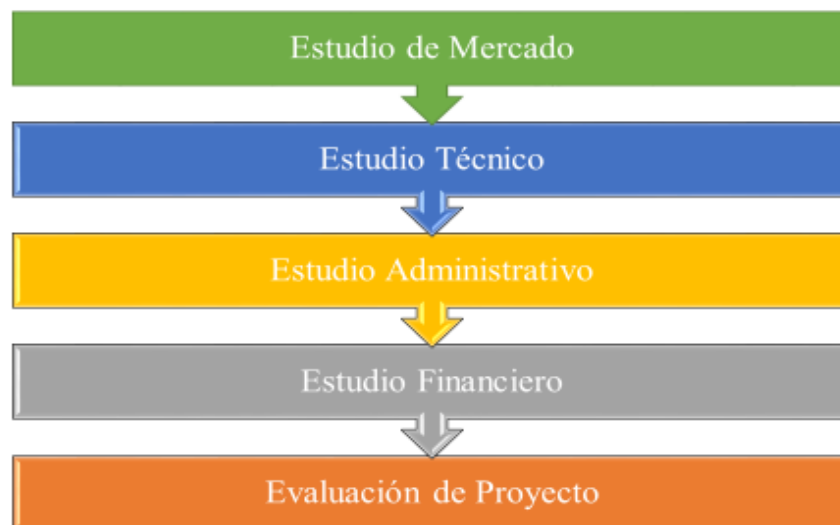 Estudio de Mercado
Estudio Técnico
Estudio Administrativo
Estudio Financiero
Evaluación de Proyecto